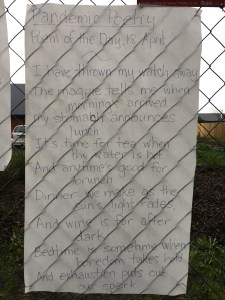 Pandemic Poetry
Poem of the Day, 18 April
I have thrown my watch away
The magpie tells me when
morning's arrived
My stomach announces
lunch
It's time for tea when
the water is hot
And anytime's good for
brunch
Dinner we make as the
sun's light fades
And wine is for after
dark
Bedtime is sometime when
boredom takes hold
And exhaustion puts out
our spark